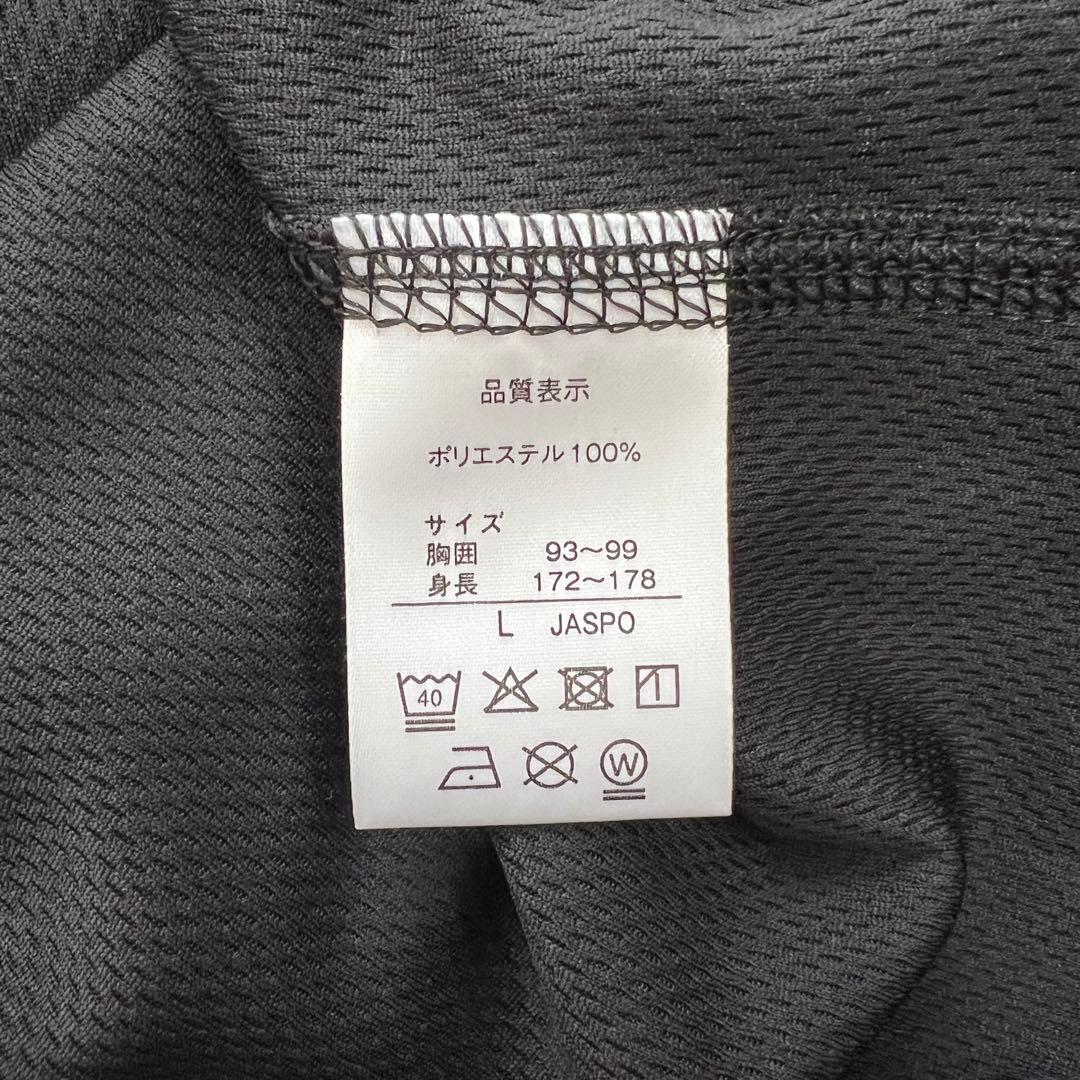 品質表示
ポリエステル100%
サイズ
胸囲 93～99
身長 172～178
L JASPO
40
W